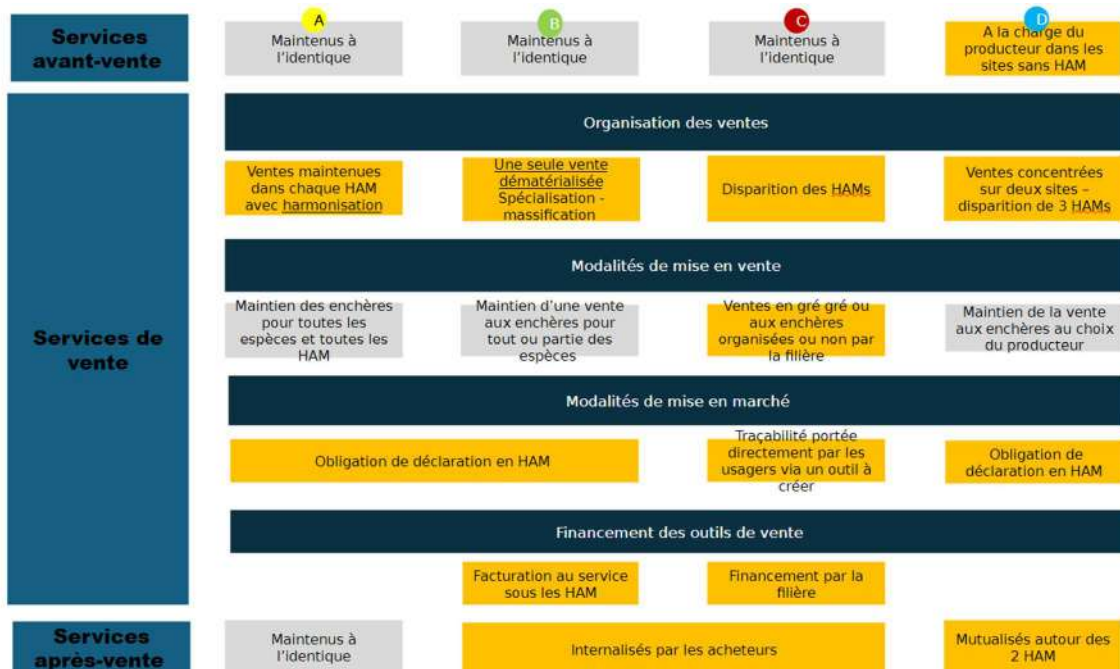 A
B
C
D
Services
avant-vente
Maintenus à
l'identique
Maintenus à
l'identique
Maintenus à
l'identique
A la charge du
producteur dans les
sites sans HAM
Services de
vente
Organisation des ventes
Ventes maintenues
dans chaque HAM
avec harmonisation
Une seule vente
dématérialisée
Spécialisation -
massification
Disparition des HAMs
Ventes concentrées
sur deux sites –
disparition de 3 HAMs
Modalités de mise en vente
Maintien des enchères
pour toutes les
espèces et toutes les
HAM
Maintien d'une vente
aux enchères pour
tout ou partie des
espèces
Ventes en gré gré ou
aux enchères
organisées ou non par
la filière
Maintien de la vente
aux enchères au choix
du producteur
Modalités de mise en marché
Obligation de déclaration en HAM
Traçabilité portée
directement par les
usagers via un outil à
créer
Obligation de
déclaration en HAM
Financement des outils de vente
Facturation au service
sous les HAM
Financement par la
filière
Services
après-vente
Maintenus à
l'identique
Internalisés par les acheteurs
Mutualisés autour des
2 HAM